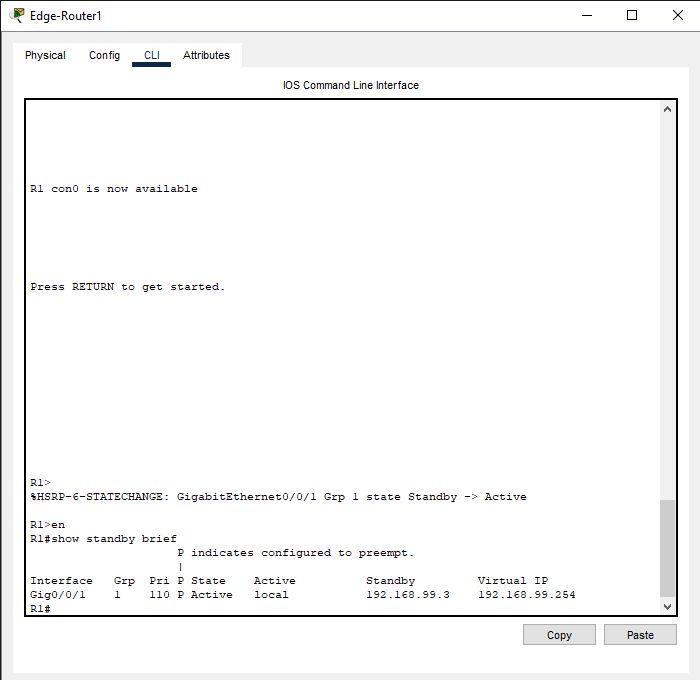 Edge-Router1
Physical Config CLI Attributes
IOS Command Line Interface
R1 con0 is now available
Press RETURN to get started.
R1>
%HSRP-6-STATECHANGE: GigabitEthernet0/0/1 Grp 1 state Standby -> Active
R1>en
R1#show standby brief
                     P indicates configured to preempt.
                     |
Interface   Grp  Pri P State    Active          Standby         Virtual IP
Gig0/0/1    1    110 P Active   local           192.168.99.3    192.168.99.254
R1#
Copy Paste